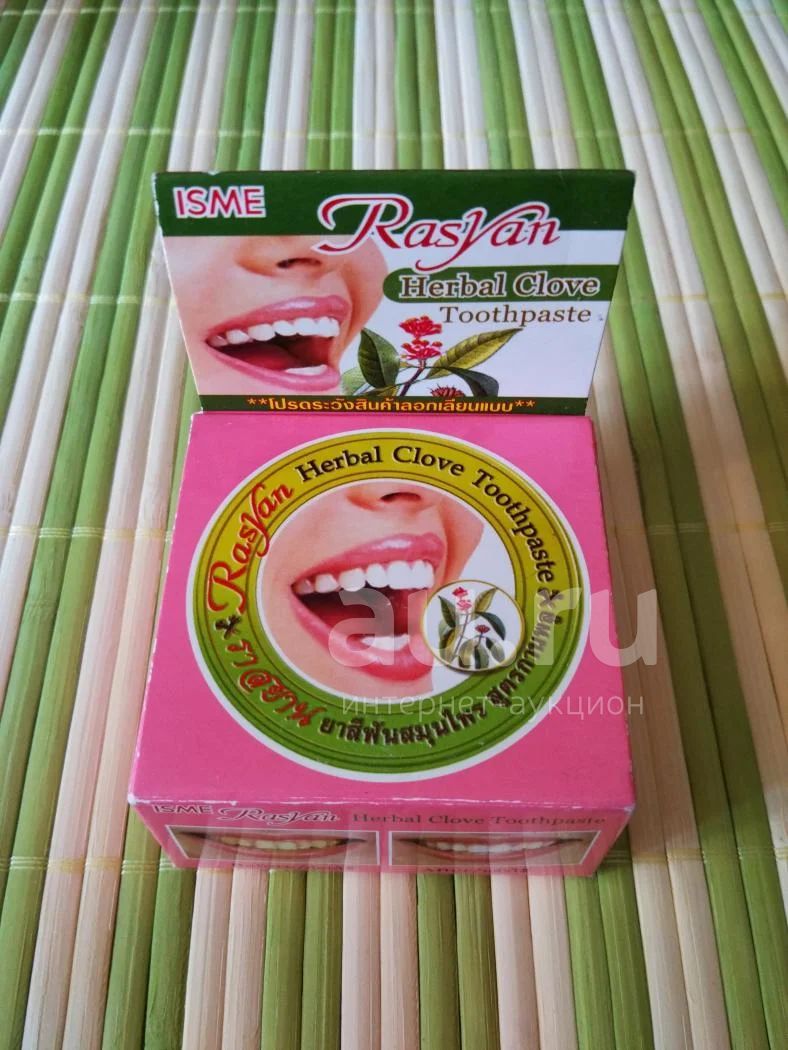 ISME
Rasyan
Herbal Clove
Toothpaste
**โปรดระวังสินค้าลอกเลียนแบบ**
Rasyan Herbal Clove Toothpaste
ราสยาน ยาสีฟันสมุนไพร สูตรกานพลู
au.ru
интернет-аукцион
ISME Rasyan Herbal Clove Toothpaste